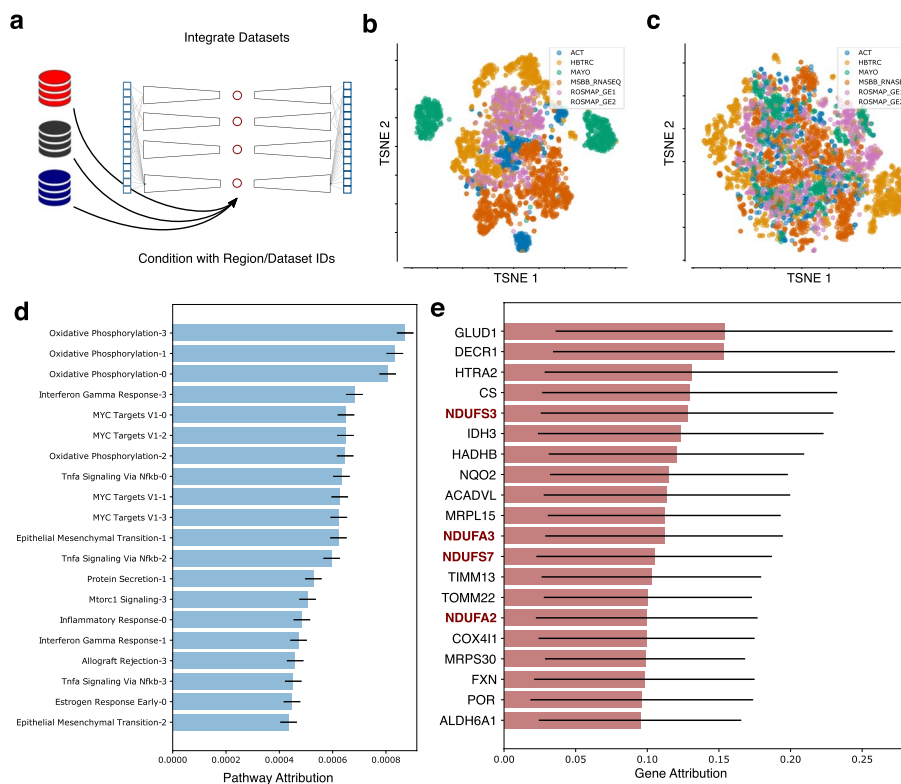 a
Integrate Datasets
Condition with Region/Dataset IDs
b
ACT
HBTRC
MAYO
MSBB_RNASEQ
ROSMAP_GE1
ROSMAP_GE2
TSNE 2
TSNE 1
c
ACT
HBTRC
MAYO
MSBB_RNASE
ROSMAP_GE1
ROSMAP_GE2
TSNE 2
TSNE 1
d
Oxidative Phosphorylation-3
Oxidative Phosphorylation-1
Oxidative Phosphorylation-0
Interferon Gamma Response-3
MYC Targets V1-0
MYC Targets V1-2
Oxidative Phosphorylation-2
Tnfa Signaling Via Nfkb-0
MYC Targets V1-1
MYC Targets V1-3
Epithelial Mesenchymal Transition-1
Tnfa Signaling Via Nfkb-2
Protein Secretion-1
Mtorc1 Signaling-3
Inflammatory Response-0
Interferon Gamma Response-1
Allograft Rejection-3
Tnfa Signaling Via Nfkb-3
Estrogen Response Early-0
Epithelial Mesenchymal Transition-2
0.0000 0.0002 0.0004 0.0006 0.0008
Pathway Attribution
e
GLUD1
DECR1
HTRA2
CS
NDUFS3
IDH3
HADHB
NQO2
ACADVL
MRPL15
NDUFA3
NDUFS7
TIMM13
TOMM22
NDUFA2
COX4I1
MRPS30
FXN
POR
ALDH6A1
0.0 0.05 0.10 0.15 0.20 0.25
Gene Attribution